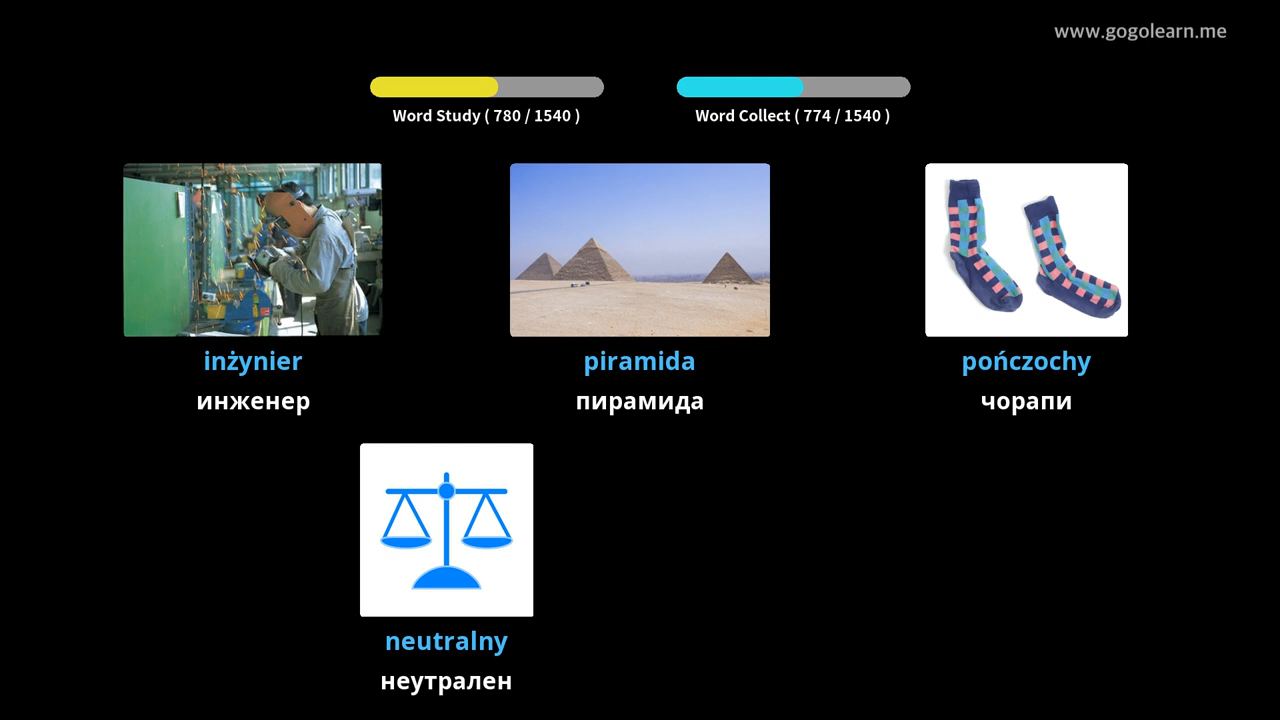 www.gogolearn.me
Word Study ( 780 / 1540 )
Word Collect ( 774 / 1540 )
inżynier
инженер
piramida
пирамида
pończochy
чорапи
neutralny
неутрален